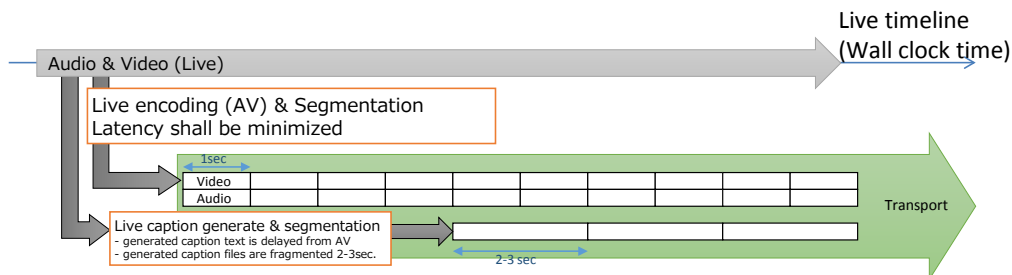 Live timeline
(Wall clock time)
Audio & Video (Live)
Live encoding (AV) & Segmentation
Latency shall be minimized
1sec
Video
Audio
Transport
Live caption generate & segmentation
- generated caption text is delayed from AV
- generated caption files are fragmented 2-3sec.
2-3 sec